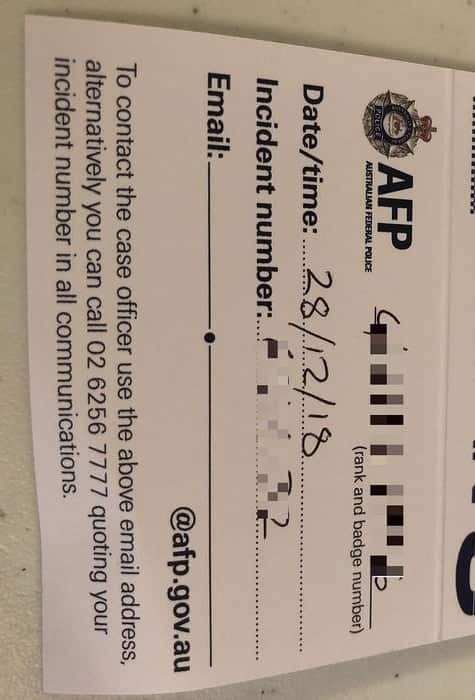 AFP
AUSTRALIAN FEDERAL POLICE
(rank and badge number)
Date/time: 28/12/18
Incident number:
Email: @afp.gov.au
To contact the case officer use the above email address,
alternatively you can call 02 6256 7777 quoting your
incident number in all communications.